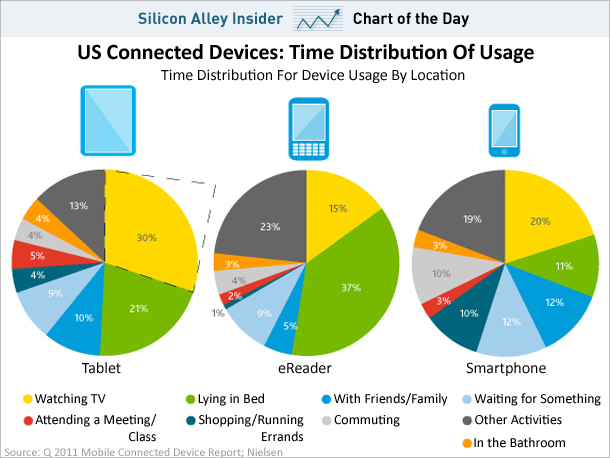 Silicon Alley Insider Chart of the Day
US Connected Devices: Time Distribution Of Usage
Time Distribution For Device Usage By Location
30%
21%
10%
9%
4%
5%
4%
4%
13%
Tablet
15%
37%
5%
9%
1%
2%
4%
3%
23%
eReader
20%
11%
12%
12%
10%
3%
10%
3%
19%
Smartphone
Watching TV
Lying in Bed
With Friends/Family
Waiting for Something
Attending a Meeting/
Class
Shopping/Running
Errands
Commuting
Other Activities
In the Bathroom
Source: Q 2011 Mobile Connected Device Report; Nielsen